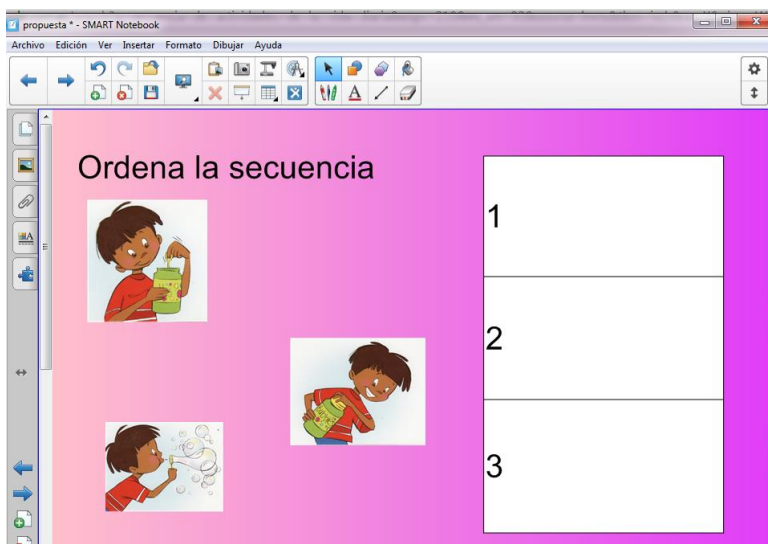 propuesta * - SMART Notebook
Archivo Edición Ver Insertar Formato Dibujar Ayuda
Ordena la secuencia
1
2
3